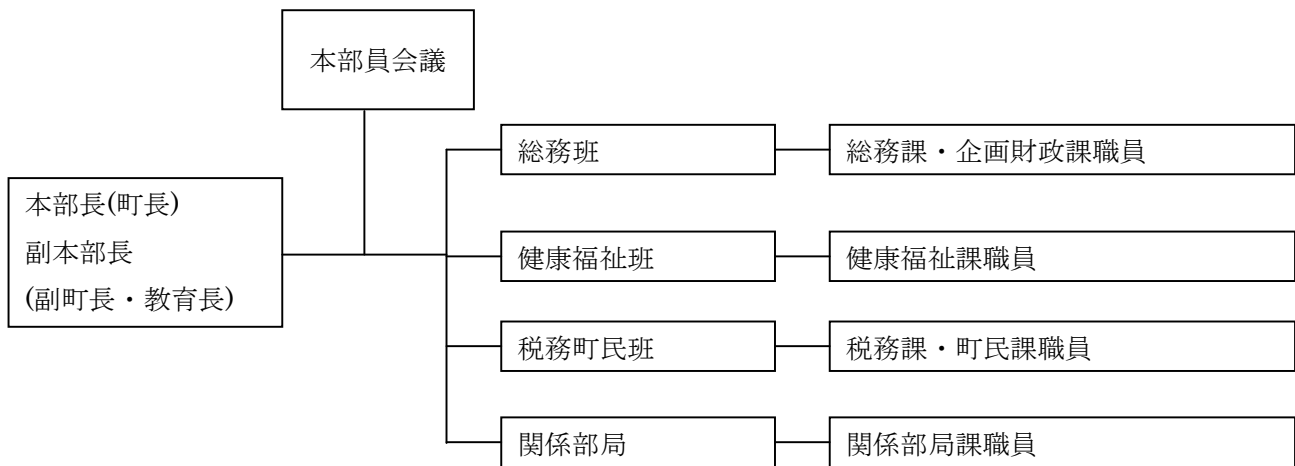 本部員会議
本部長(町長)
副本部長
(副町長・教育長)
総務班
総務課・企画財政課職員
健康福祉班
健康福祉課職員
税務町民班
税務課・町民課職員
関係部局
関係部局課職員